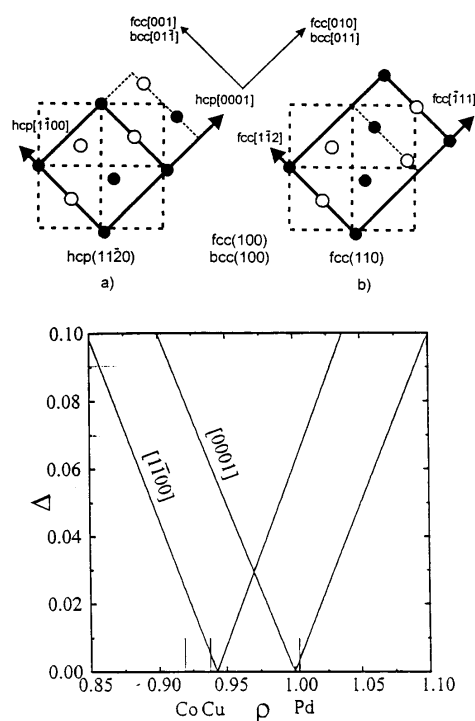 fcc[001]
bcc[011̄]
fcc[010]
bcc[011]
hcp[11̄00]
hcp[0001]
fcc[11̄2]
fcc[1̄11]
hcp(112̄0)
fcc(100)
bcc(100)
fcc(110)
a)
b)
0.10
0.08
0.06
0.04
0.02
0.00
Δ
[11̄00]
[0001]
0.85
0.90
0.95
1.00
1.05
1.10
Co Cu
ρ
Pd